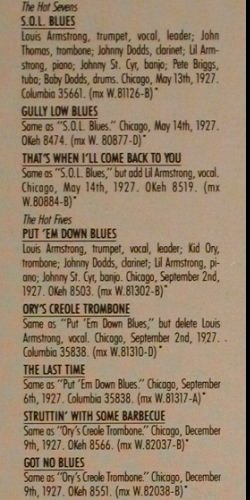 The Hot Sevens
S.O.L. BLUES
Louis Armstrong, trumpet, vocal, leader; John
Thomas, trombone; Johnny Dodds, clarinet; Lil Arm-
strong, piano; Johnny St. Cyr, banjo; Pete Briggs,
tuba; Baby Dodds, drums. Chicago, May 13th, 1927.
Columbia 35661. (mx W.81126-B)*
GULLY LOW BLUES
Same as "S.O.L. Blues." Chicago, May 14th, 1927.
OKeh 8474. (mx W. 80877-D)*
THAT'S WHEN I'LL COME BACK TO YOU
Same as "S.O.L. Blues," but add Lil Armstrong, vocal.
Chicago, May 14th, 1927. OKeh 8519. (mx
W.80884-B)*
The Hot Fives
PUT 'EM DOWN BLUES
Louis Armstrong, trumpet, vocal, leader; Kid Ory,
trombone; Johnny Dodds, clarinet; Lil Armstrong, pi-
ano; Johnny St. Cyr, banjo. Chicago, September 2nd,
1927. OKeh 8503. (mx W.81302-B)*
ORY'S CREOLE TROMBONE
Same as "Put 'Em Down Blues," but delete Louis
Armstrong, vocal. Chicago, September 2nd, 1927. .
Columbia 35838. (mx W.81310-D)*
THE LAST TIME
Same as "Put 'Em Down Blues." Chicago, September
6th, 1927. Columbia 35838. (mx W.81317-A)*
STRUTTIN' WITH SOME BARBECUE
Same as "Ory's Creole Trombone." Chicago, December
9th, 1927. OKeh 8566. (mx W.82037-B)*
GOT NO BLUES
Same as "Ory's Creole Trombone." Chicago, December
9th, 1927. OKeh 8551. (mx W.82038-B)*